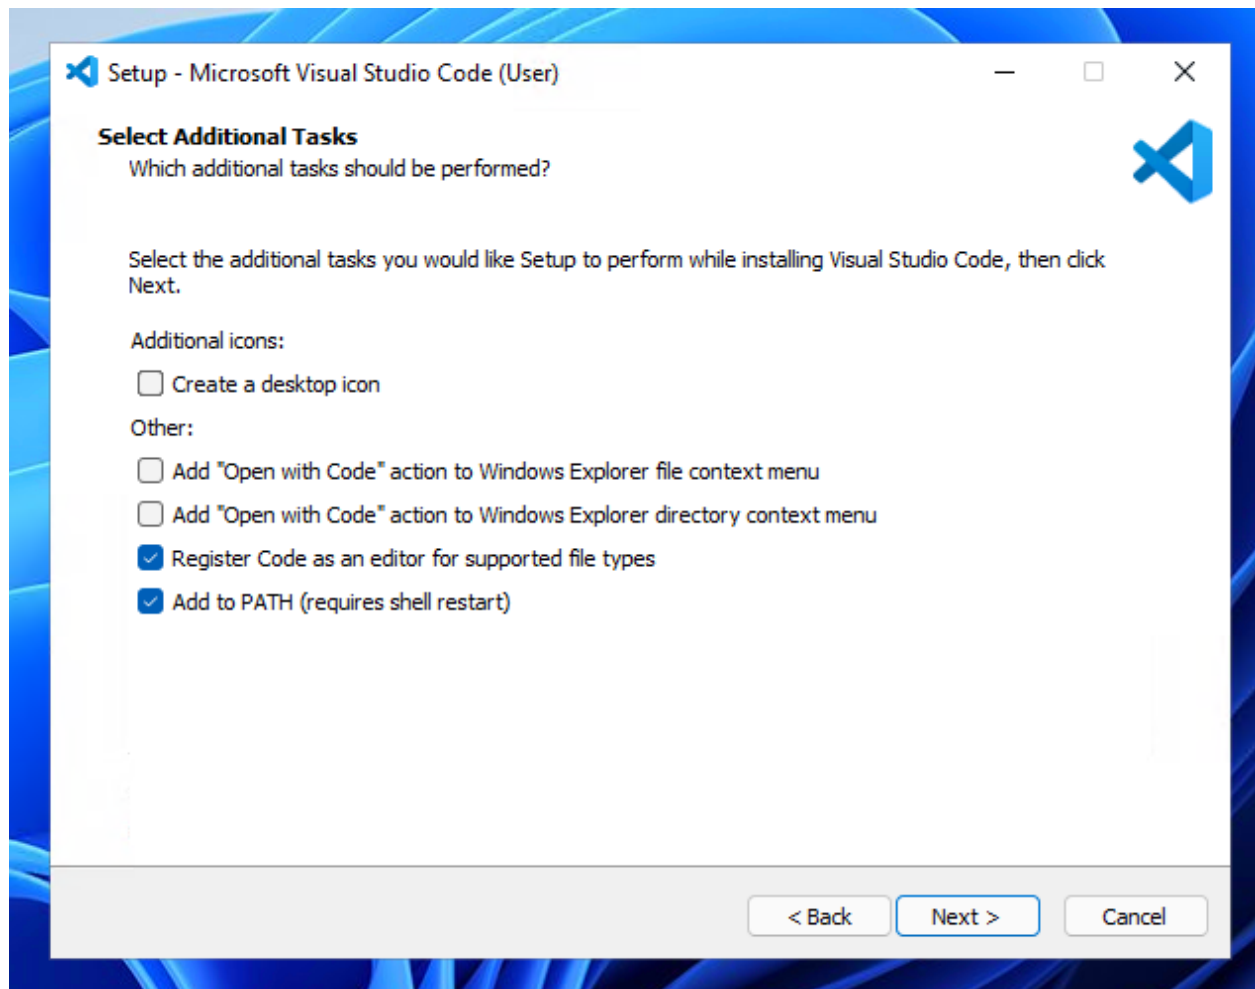 Setup - Microsoft Visual Studio Code (User)
Select Additional Tasks
Which additional tasks should be performed?
Select the additional tasks you would like Setup to perform while installing Visual Studio Code, then click
Next.
Additional icons:
Create a desktop icon
Other:
Add "Open with Code" action to Windows Explorer file context menu
Add "Open with Code" action to Windows Explorer directory context menu
Register Code as an editor for supported file types
Add to PATH (requires shell restart)
< Back
Next >
Cancel